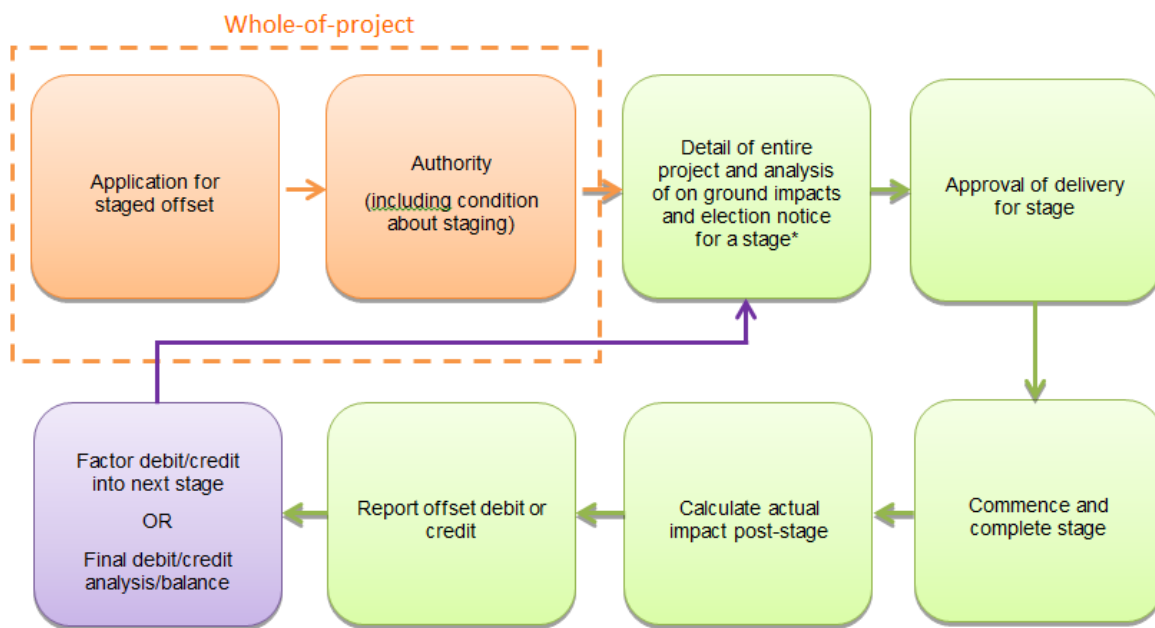 Whole-of-project
Application for
staged offset
Authority
(including condition
about staging)
Detail of entire
project and analysis
of on ground impacts
and election notice
for a stage*
Approval of delivery
for stage
Factor debit/credit
into next stage
OR
Final debit/credit
analysis/balance
Report offset debit or
credit
Calculate actual
impact post-stage
Commence and
complete stage